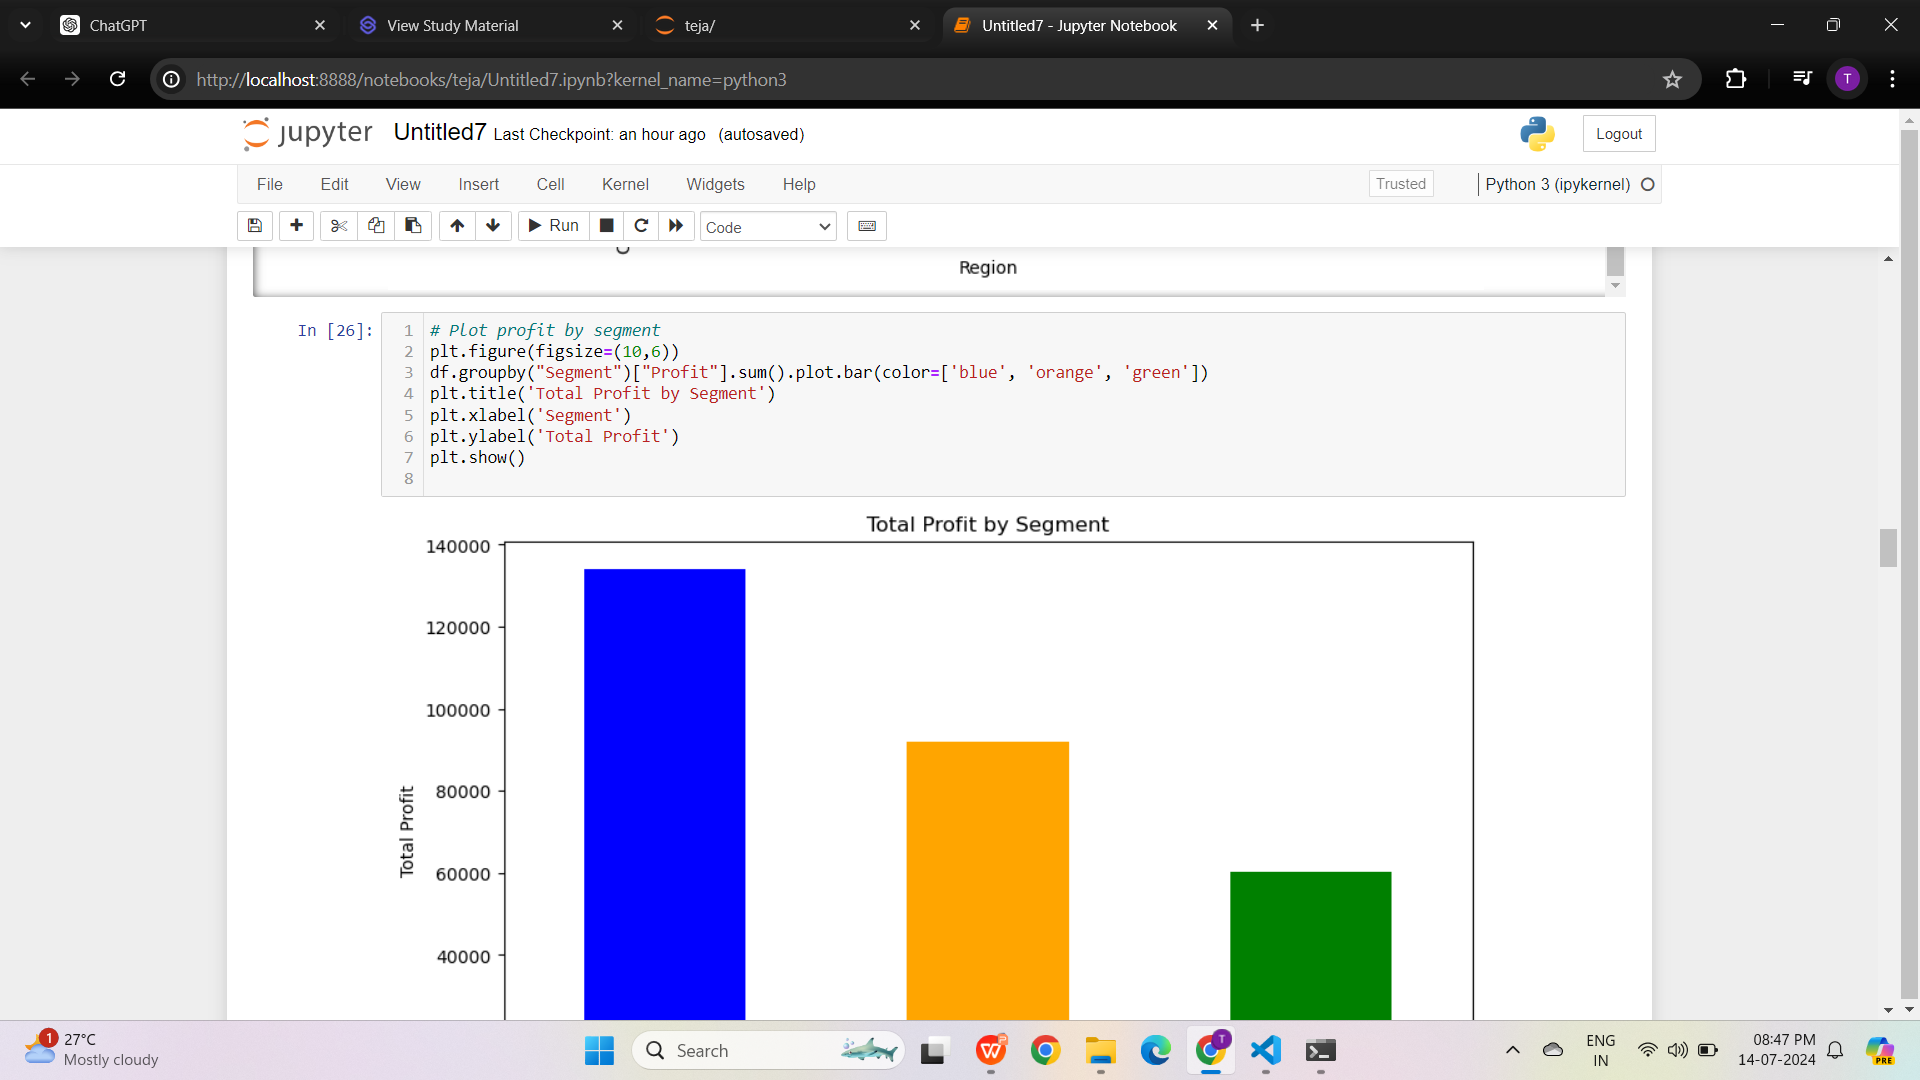 ChatGPT
View Study Material
teja/
Untitled7 - Jupyter Notebook
http://localhost:8888/notebooks/teja/Untitled7.ipynb?kernel_name=python3
T
jupyter Untitled7 Last Checkpoint: an hour ago (autosaved)
Logout
File Edit View Insert Cell Kernel Widgets Help
Trusted
Python 3 (ipykernel)
Run
Code
Region
In [26]:
1 # Plot profit by segment
2 plt.figure(figsize=(10,6))
3 df.groupby("Segment")["Profit"].sum().plot.bar(color=['blue', 'orange', 'green'])
4 plt.title('Total Profit by Segment')
5 plt.xlabel('Segment')
6 plt.ylabel('Total Profit')
7 plt.show()
8
Total Profit by Segment
140000
120000
100000
80000
60000
40000
Total Profit
1
27°C
Mostly cloudy
Search
T
ENG
IN
08:47 PM
14-07-2024
PRE